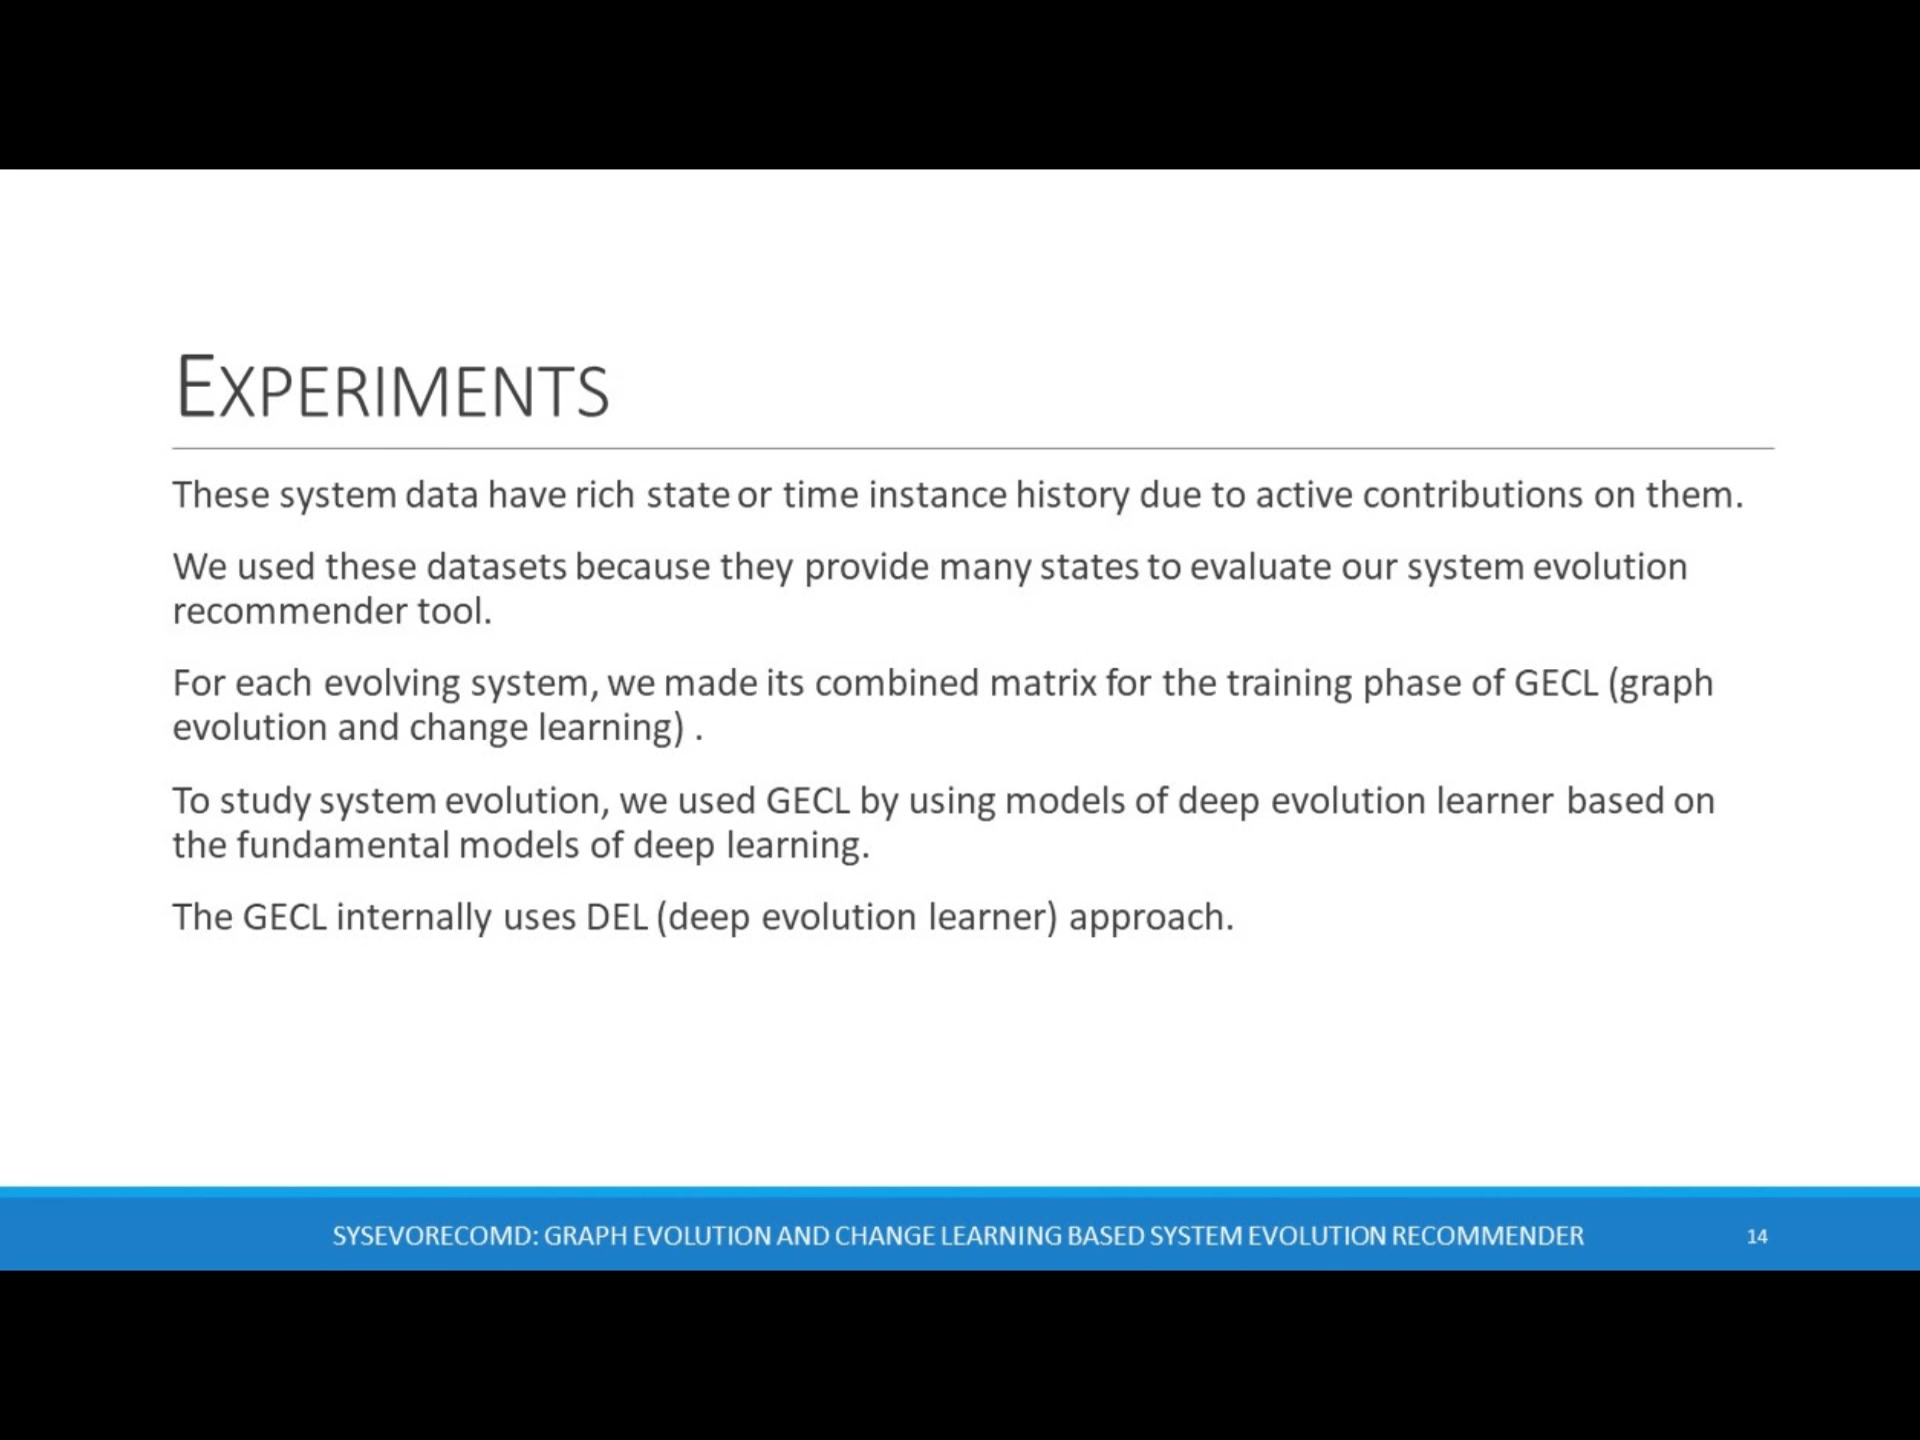 EXPERIMENTS
These system data have rich state or time instance history due to active contributions on them.
We used these datasets because they provide many states to evaluate our system evolution
recommender tool.
For each evolving system, we made its combined matrix for the training phase of GECL (graph
evolution and change learning) .
To study system evolution, we used GECL by using models of deep evolution learner based on
the fundamental models of deep learning.
The GECL internally uses DEL (deep evolution learner) approach.
SYSEVORECOMD: GRAPH EVOLUTION AND CHANGE LEARNING BASED SYSTEM EVOLUTION RECOMMENDER
14